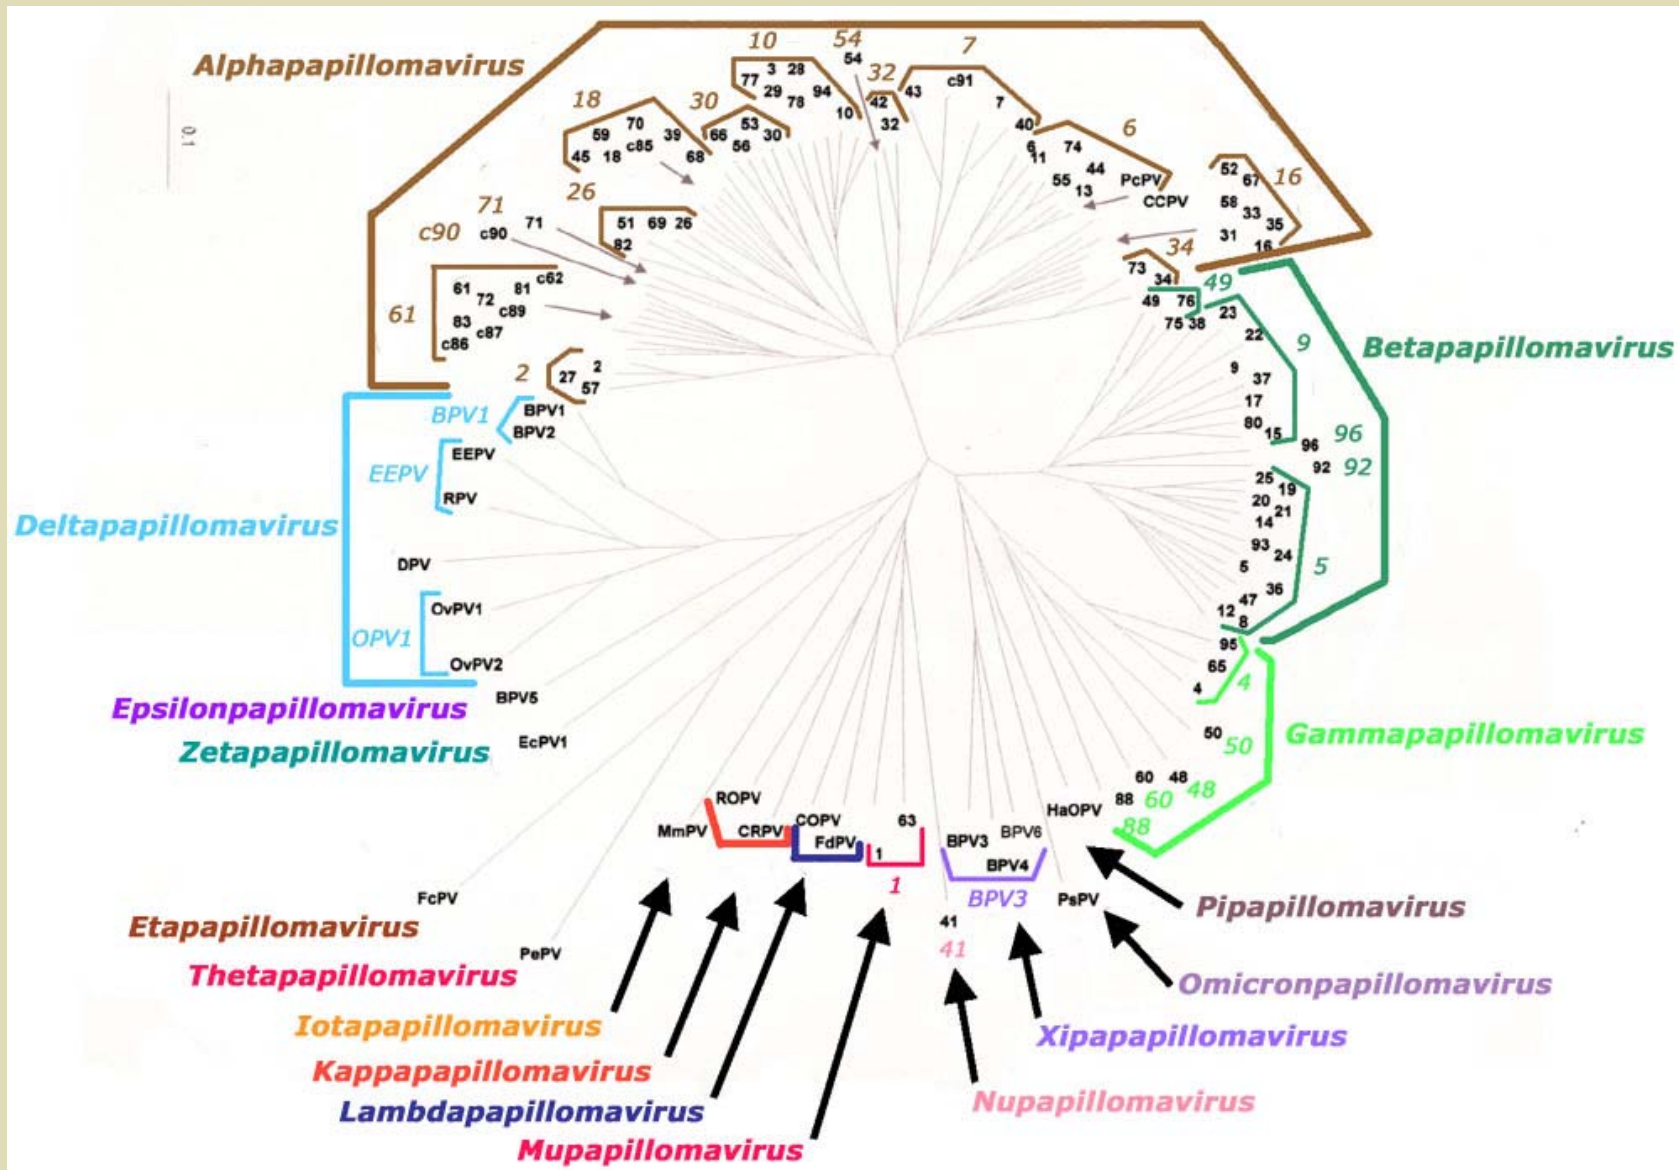 Alphapapillomavirus
0.1
10
77 3 28
29 78 94
10
54
54
32
42
32
7
43 c91 7
40
6
6
11
74
44
55
13
PcPV
CCPV
16
52
67
58
33
35
31
16
34
73
34
18
59 70
45 18 c85 39
68
30
66 53
56 30
26
51 69 26
82
71
71
c90
c90
61
61 81 c62
72
83 c89
c87
c86
2
27 2
57
Betapapillomavirus
49
49 76
75 38
9
23
22
9
37
17
80
15
96
96
92
92
5
25
19
20
21
14
93
24
5
36
47
12
8
Gammapapillomavirus
95
65
4
4
50
50
60 48
60 48
88
88
Deltapapillomavirus
BPV1
BPV1
BPV2
EEPV
EEPV
RPV
DPV
OPV1
OvPV1
OvPV2
Epsilonpapillomavirus
BPV5
Zetapapillomavirus
EcPV1
Etapapillomavirus
FcPV
Thetapapillomavirus
PePV
Iotapapillomavirus
MmPV
Kappapapillomavirus
ROPV
CRPV
Lambdapapillomavirus
COPV
FdPV
Mupapillomavirus
1
63
1
Nupapillomavirus
41
41
Xipapapillomavirus
BPV3
BPV6
BPV4
BPV3
Omicronpapillomavirus
PsPV
Pipapillomavirus
HaOPV